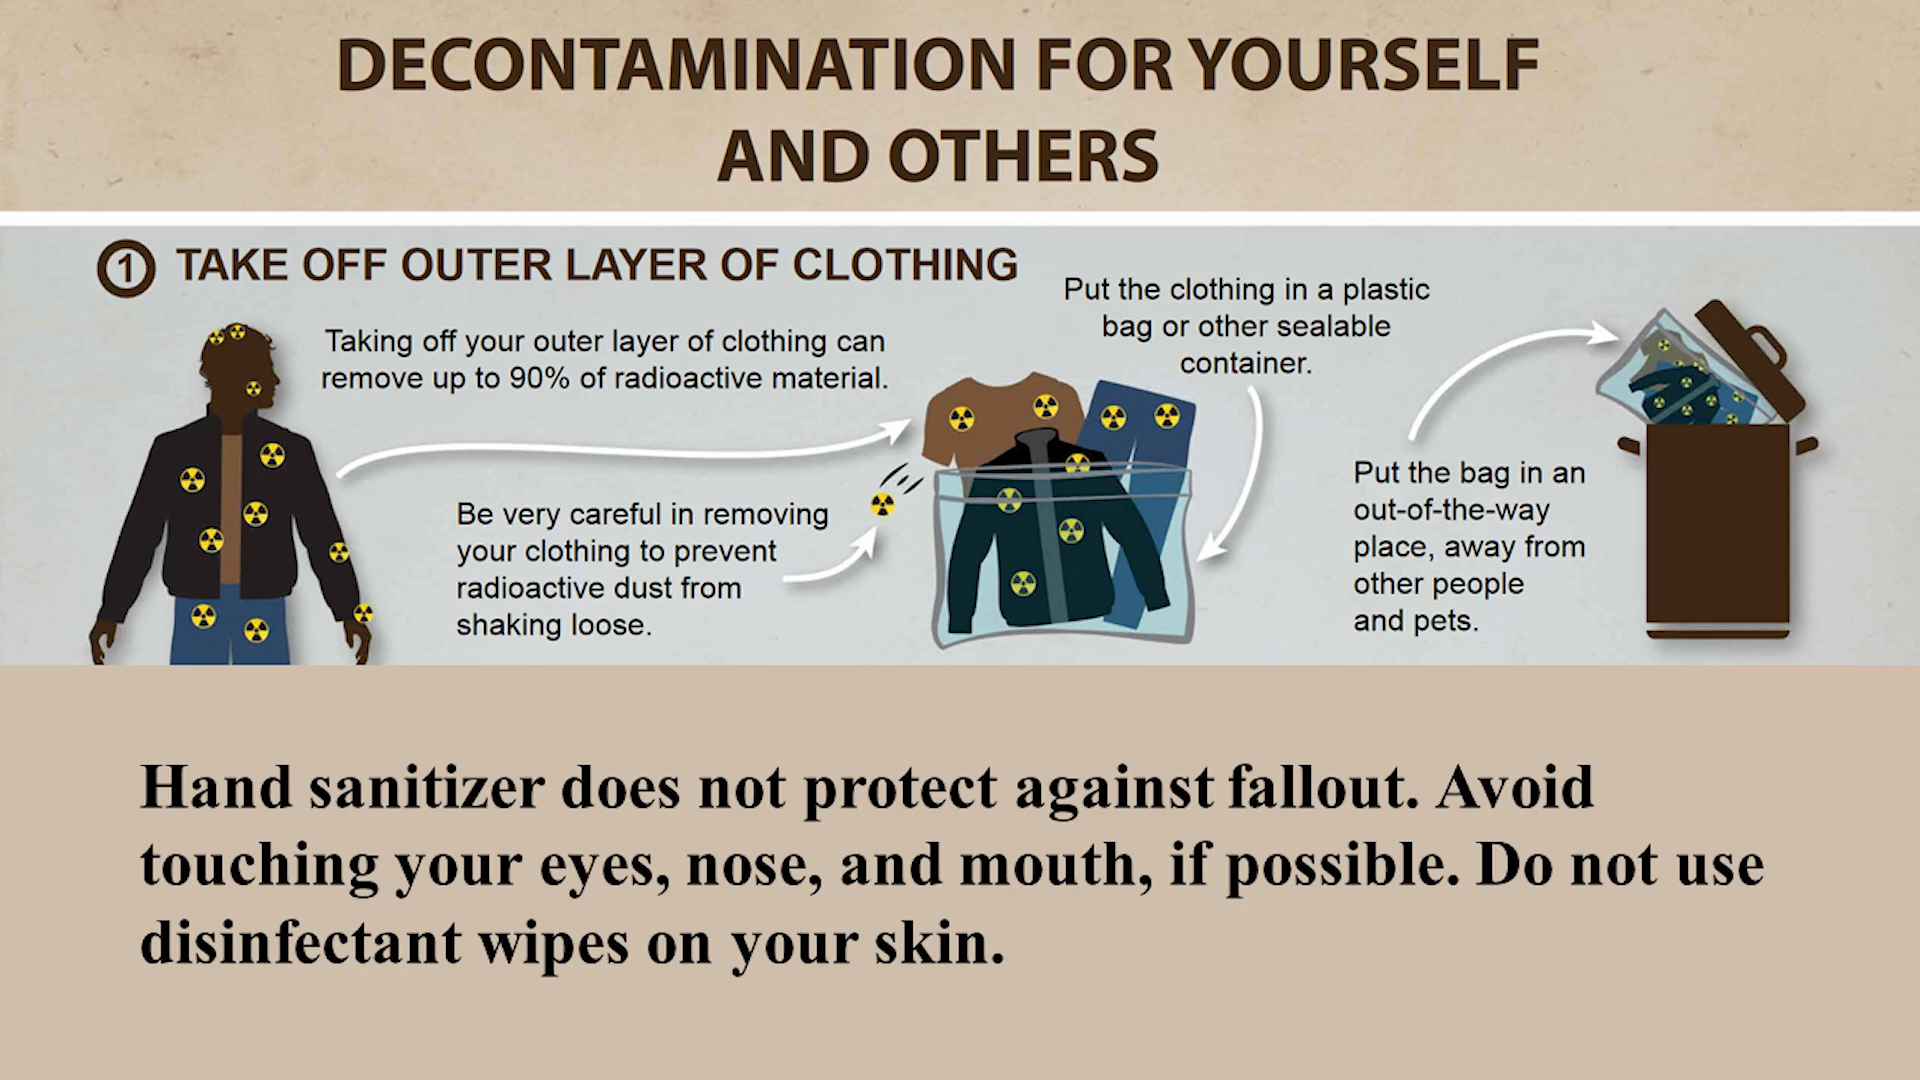 DECONTAMINATION FOR YOURSELF
AND OTHERS
1 TAKE OFF OUTER LAYER OF CLOTHING
Taking off your outer layer of clothing can
remove up to 90% of radioactive material.
Be very careful in removing
your clothing to prevent
radioactive dust from
shaking loose.
Put the clothing in a plastic
bag or other sealable
container.
Put the bag in an
out-of-the-way
place, away from
other people
and pets.
Hand sanitizer does not protect against fallout. Avoid
touching your eyes, nose, and mouth, if possible. Do not use
disinfectant wipes on your skin.